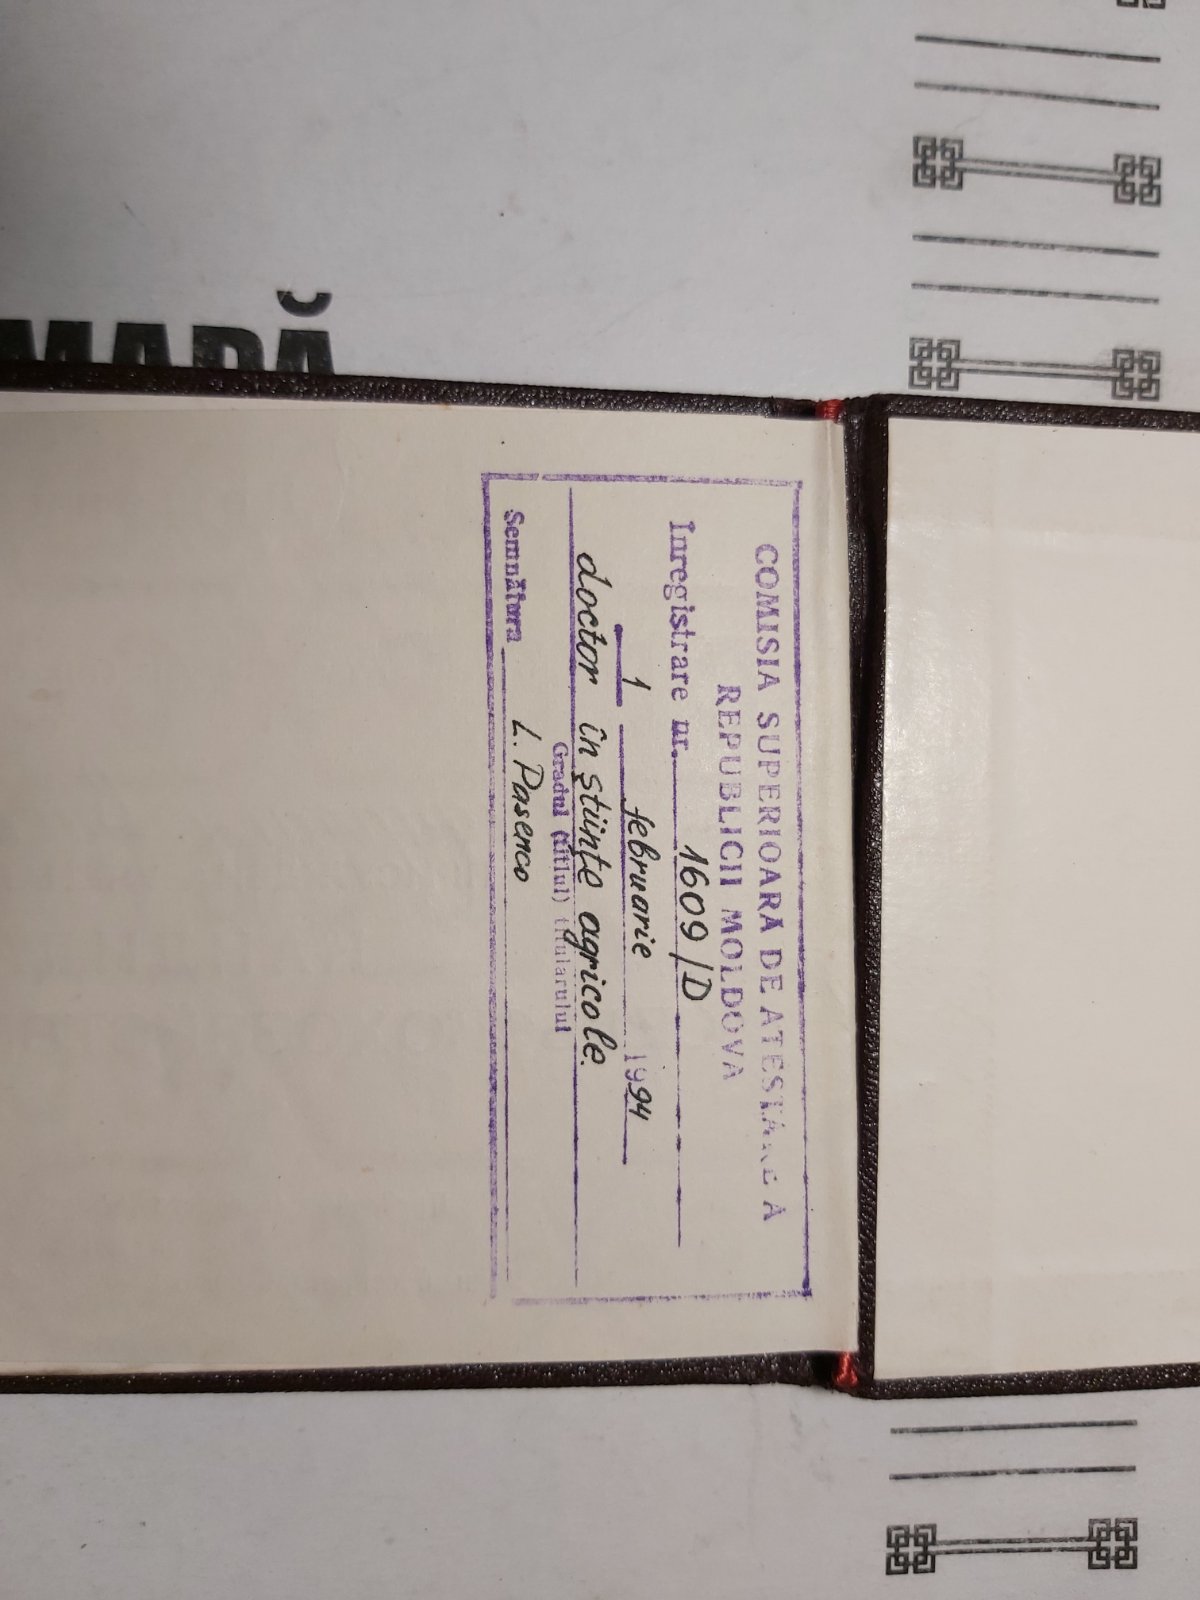 COMISIA SUPERIOARĂ DE ATESTARE A
REPUBLICII MOLDOVA
Inregistrare nr. 1609/D
1 februarie 1994
doctor în științe agricole.
Gradul (titlul) titularului
Semnătura L. Pasenco